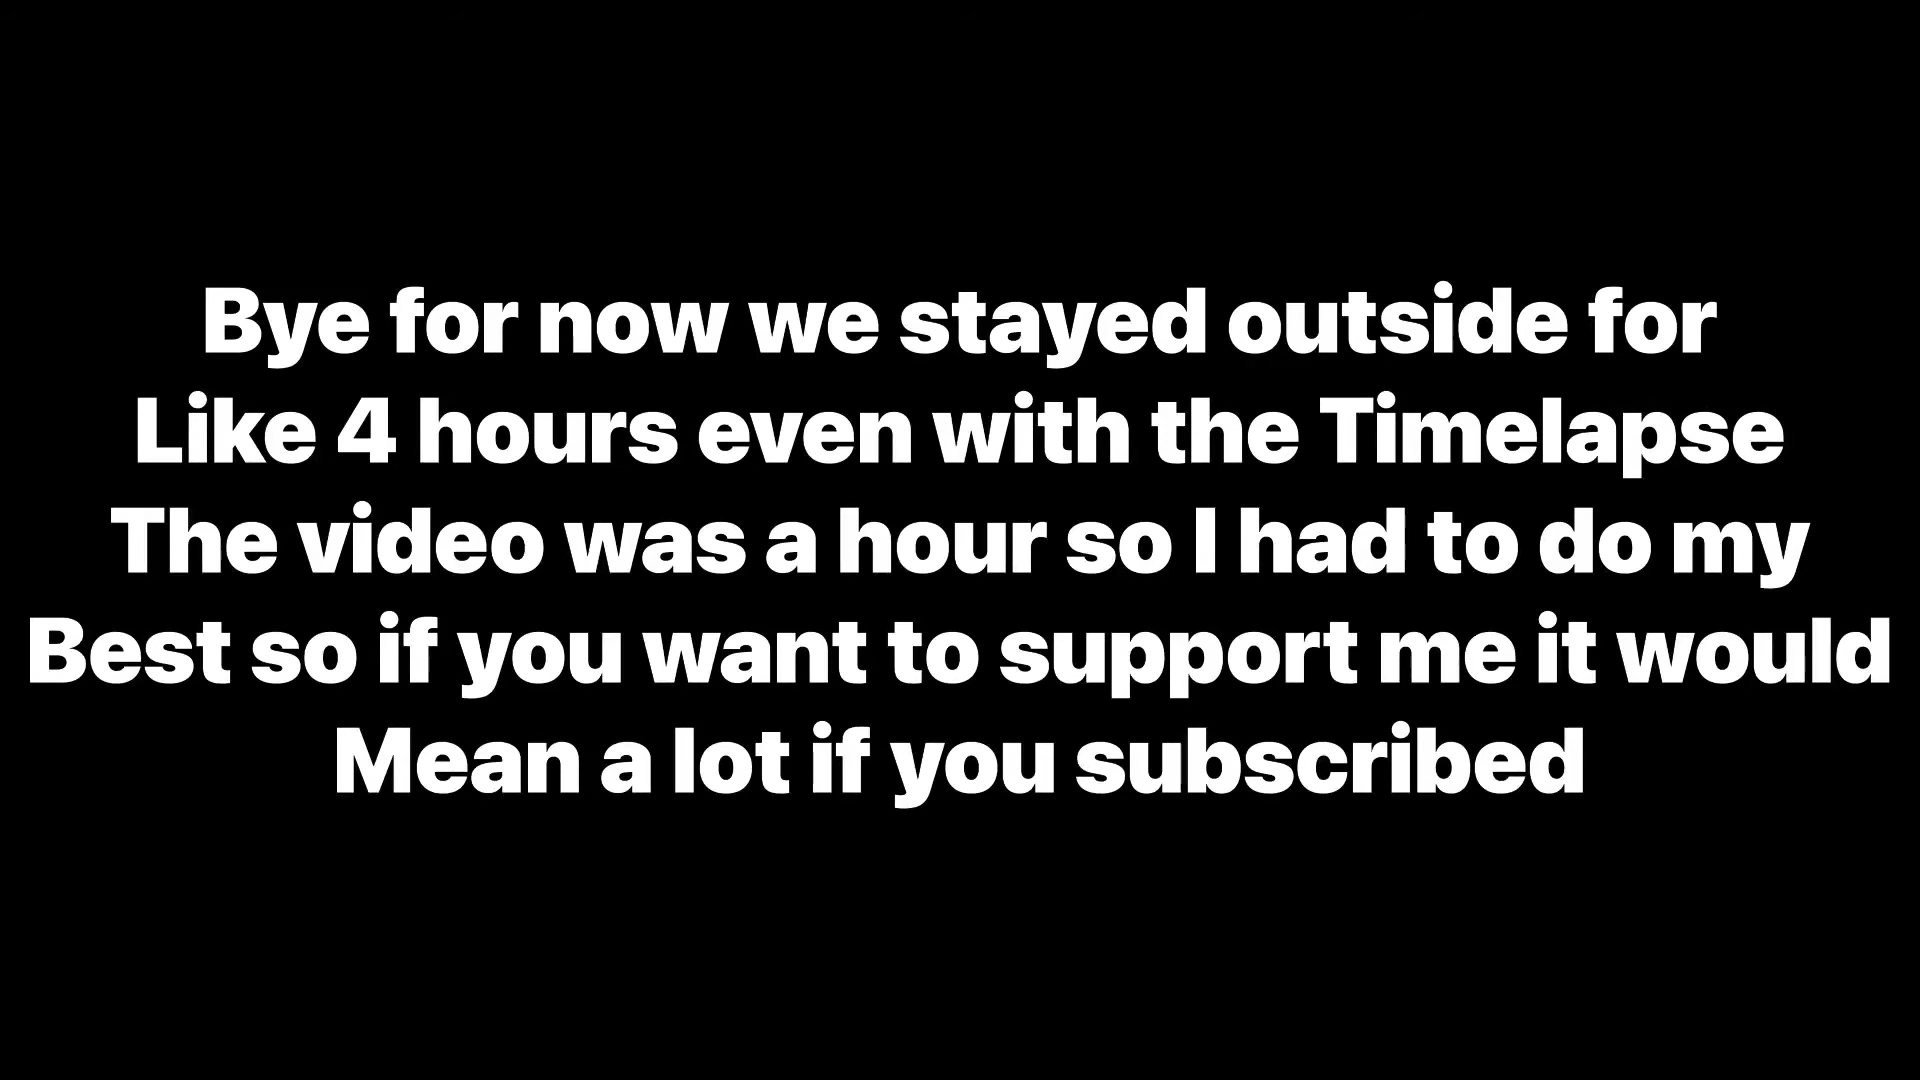 Bye for now we stayed outside for
Like 4 hours even with the Timelapse
The video was a hour so I had to do my
Best so if you want to support me it would
Mean a lot if you subscribed